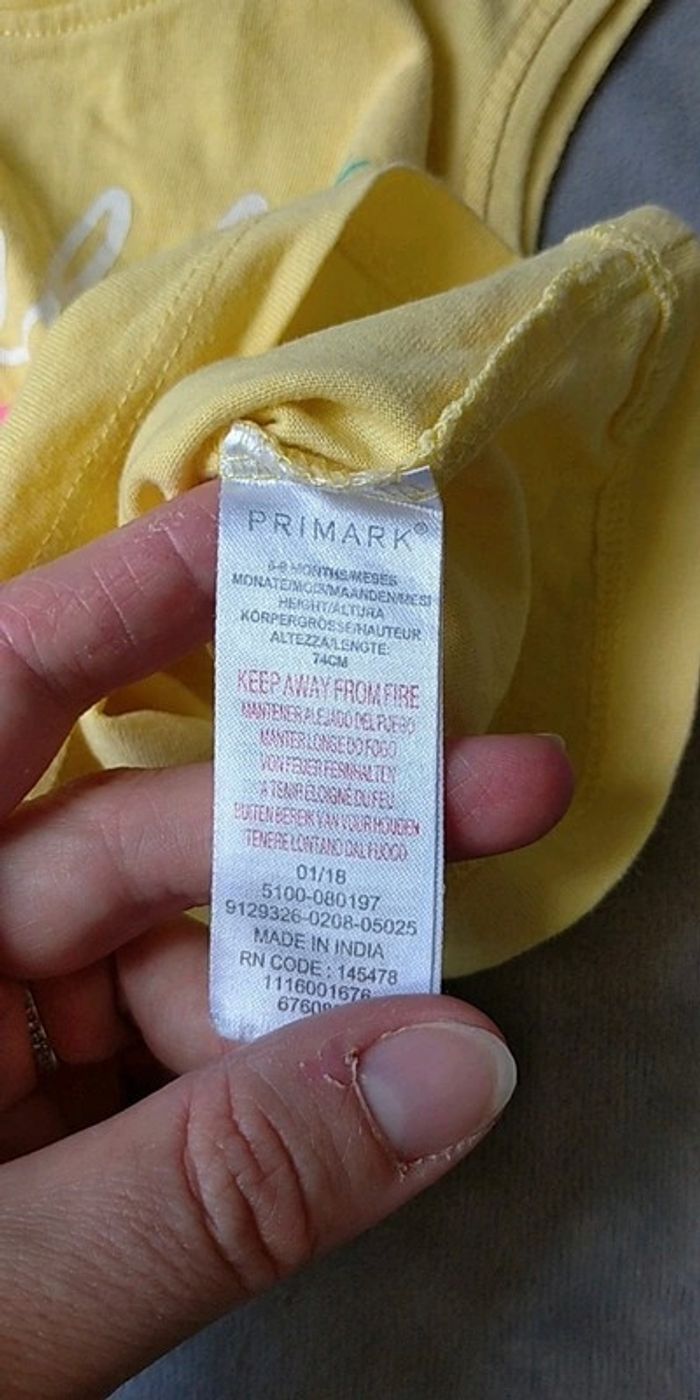 PRIMARK®
6-9 MONTHS/MESES
MONATE/MOIS/MAANDEN/MESI
HEIGHT/ALTURA
KÖRPERGRÖSSE/HAUTEUR
ALTEZZA/LENGTE:
74CM
KEEP AWAY FROM FIRE
MANTENER ALEJADO DEL FUEGO
MANTER LONGE DO FOGO
VON FEUER FERNHALTEN
A TENIR ELOIGNÉ DU FEU
BUITEN BEREIK VAN VUUR HOUDEN
TENERE LONTANO DAL FUOCO
01/18
5100-080197
9129326-0208-05025
MADE IN INDIA
RN CODE : 145478
1116001676